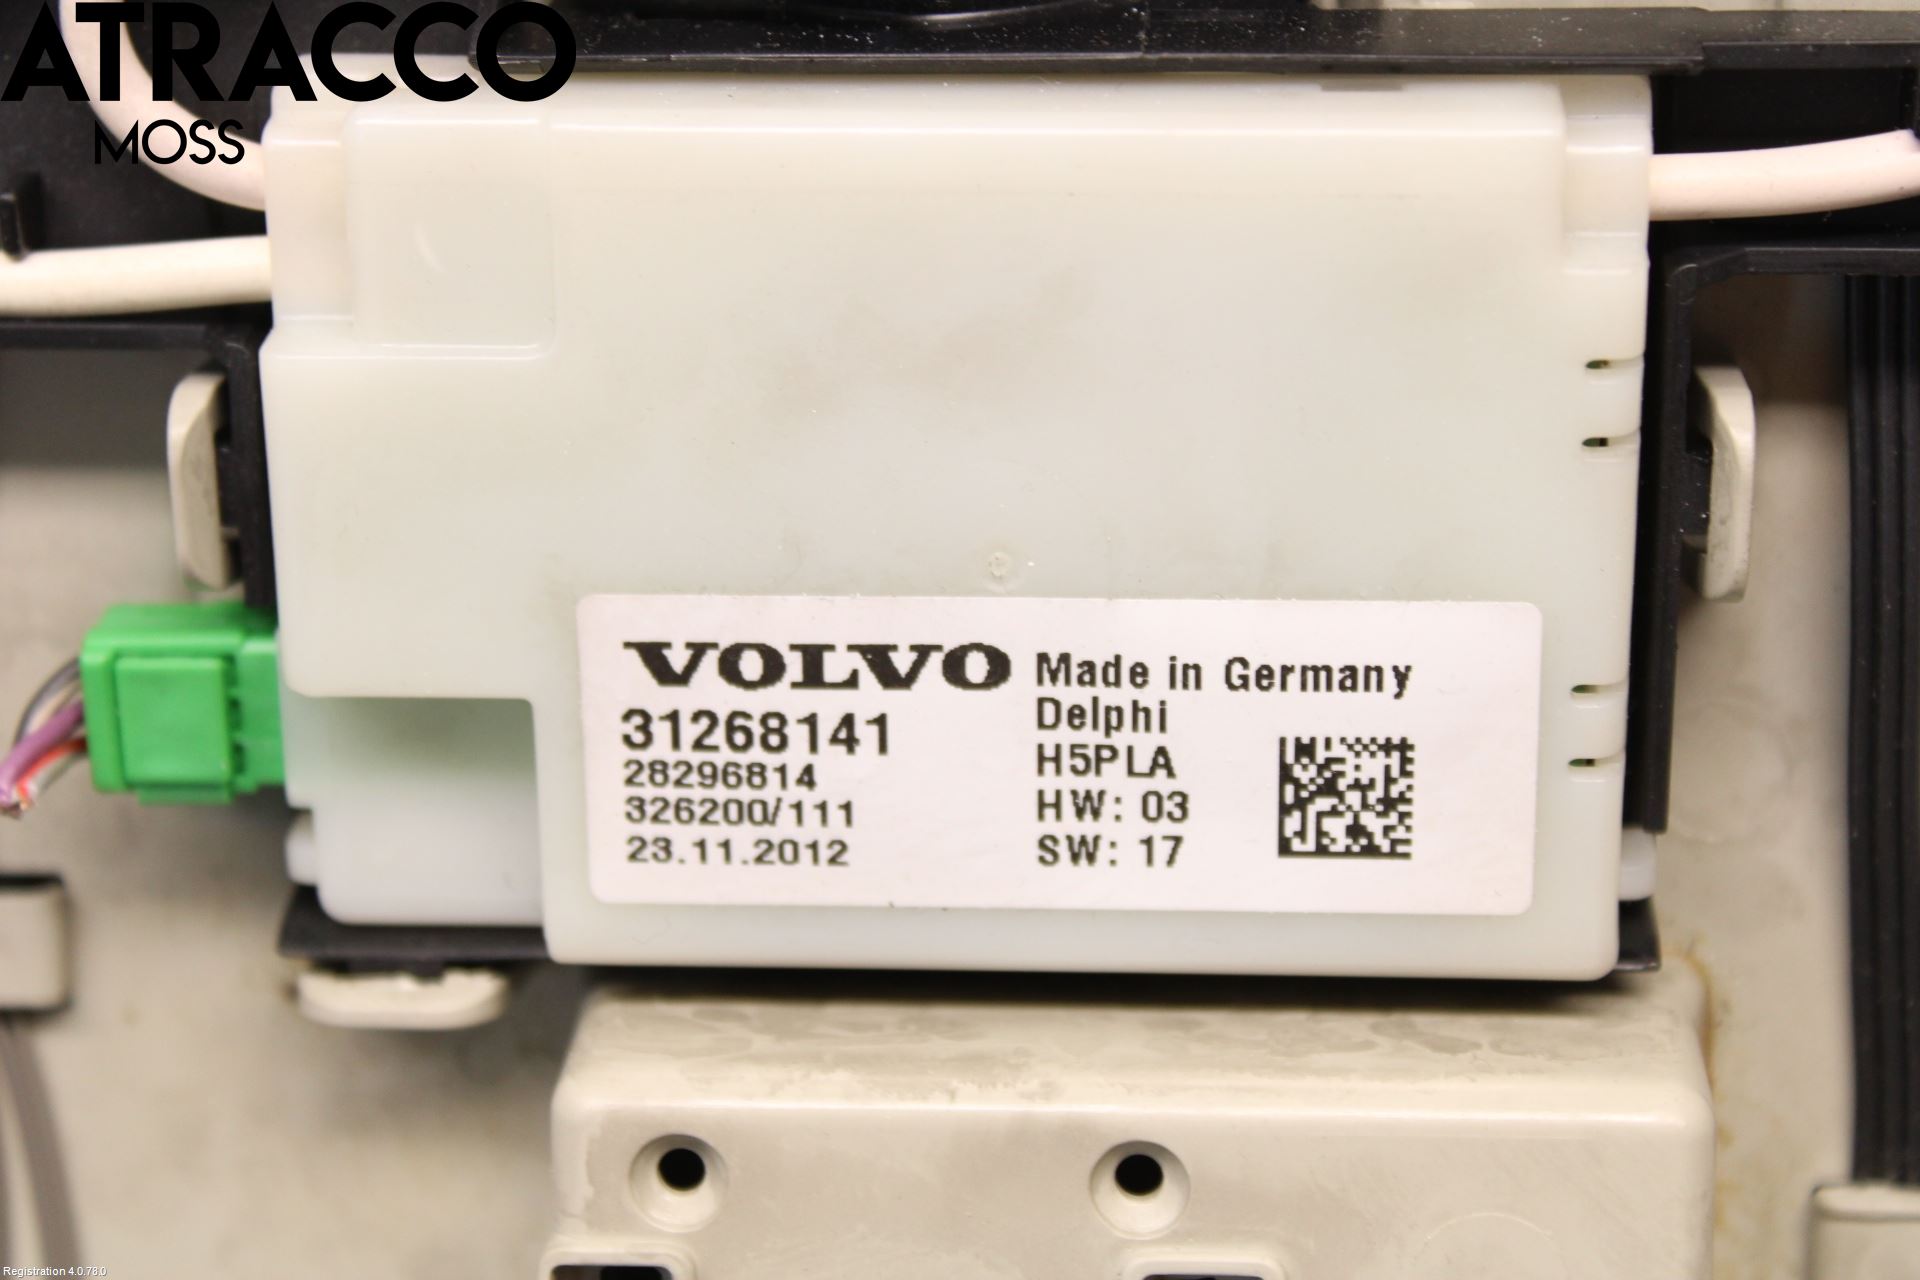 ATRACCO
MOSS
VOLVO
31268141
28296814
326200/111
23.11.2012
Made in Germany
Delphi
H5PLA
HW: 03
SW: 17
Registration 4.0.78.0